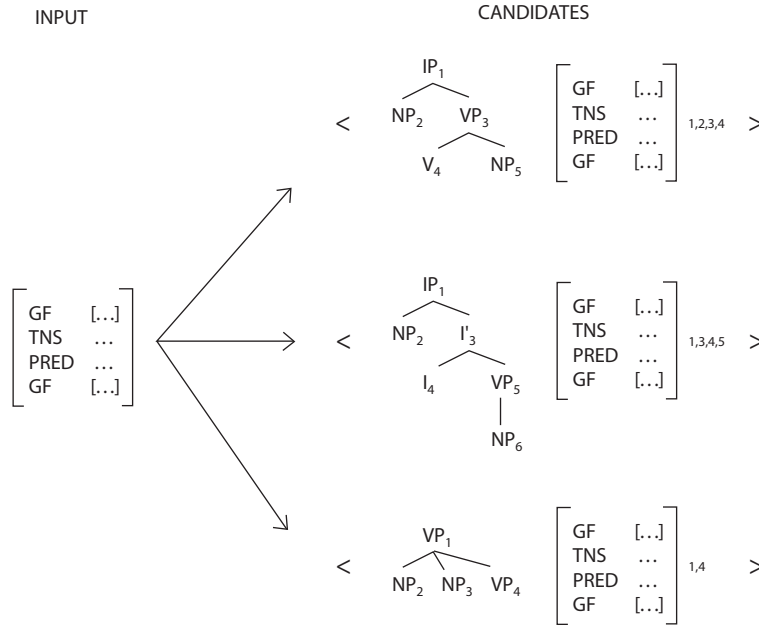 INPUT
CANDIDATES
IP₁
NP₂ VP₃
V₄ NP₅
< GF […] >
TNS …
PRED …
GF […]
1,2,3,4
GF […]
TNS …
PRED …
GF […]
IP₁
NP₂ I'₃
I₄ VP₅
NP₆
< GF […] >
TNS …
PRED …
GF […]
1,3,4,5
VP₁
NP₂ NP₃ VP₄
< GF […] >
TNS …
PRED …
GF […]
1,4